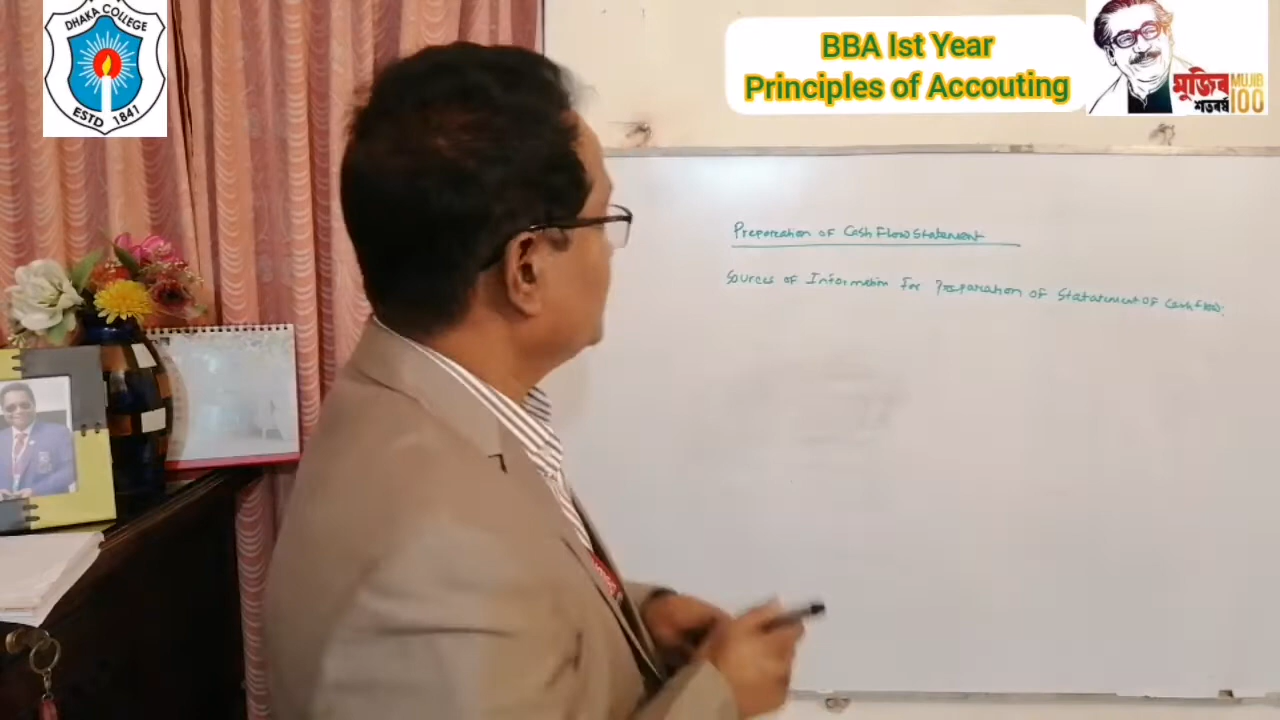 DHAKA COLLEGE
ESTD 1841
BBA Ist Year
Principles of Accouting
মুজিব
শতবর্ষ
MUJIB
100
Preparation of Cash Flow Statement
Sources of Information for Preparation of Statatement of Cash flow: